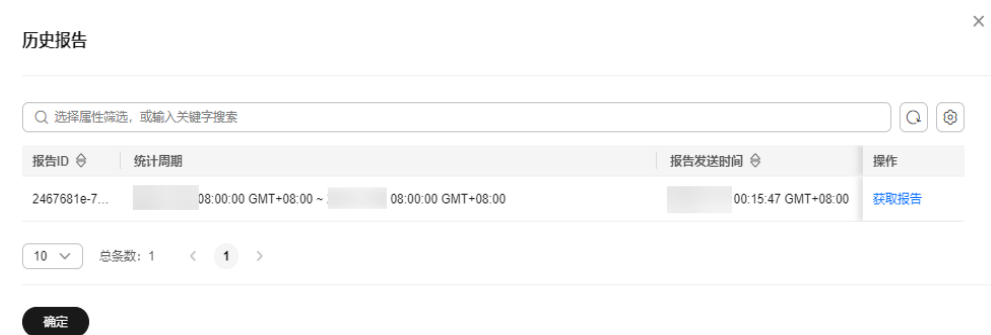 历史报告
选择属性筛选，或输入关键字搜索
报告ID 统计周期 报告发送时间 操作
2467681e-7... 08:00:00 GMT+08:00 ~ 08:00:00 GMT+08:00 00:15:47 GMT+08:00 获取报告
10 总条数：1 < 1 >
确定